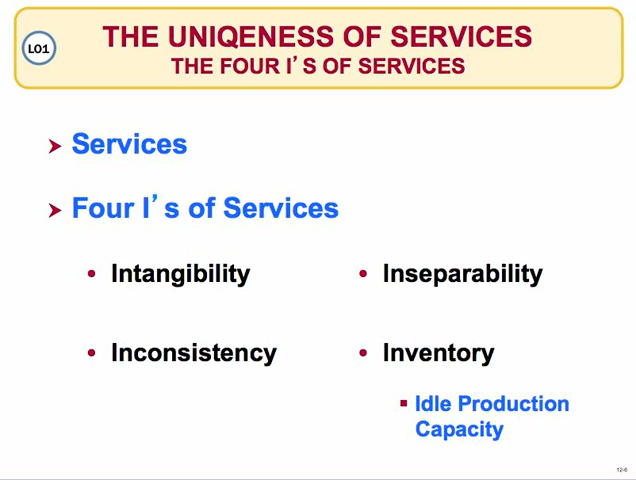 LO1
THE UNIQENESS OF SERVICES
THE FOUR I’S OF SERVICES
Services
Four I’s of Services
Intangibility
Inseparability
Inconsistency
Inventory
Idle Production
Capacity
12-6